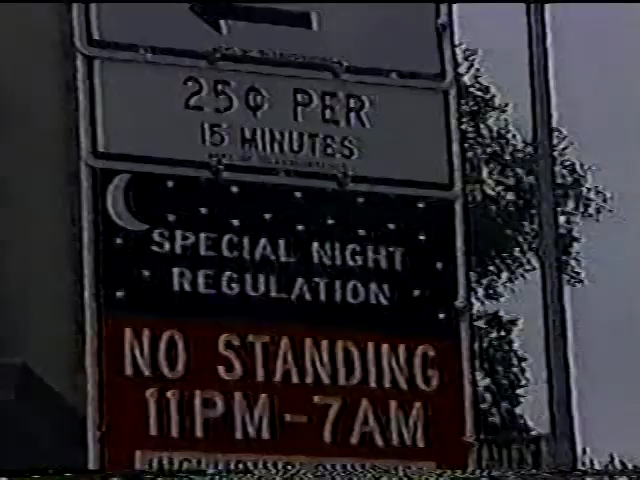 25¢ PER
15 MINUTES
SPECIAL NIGHT
REGULATION
NO STANDING
11PM-7AM